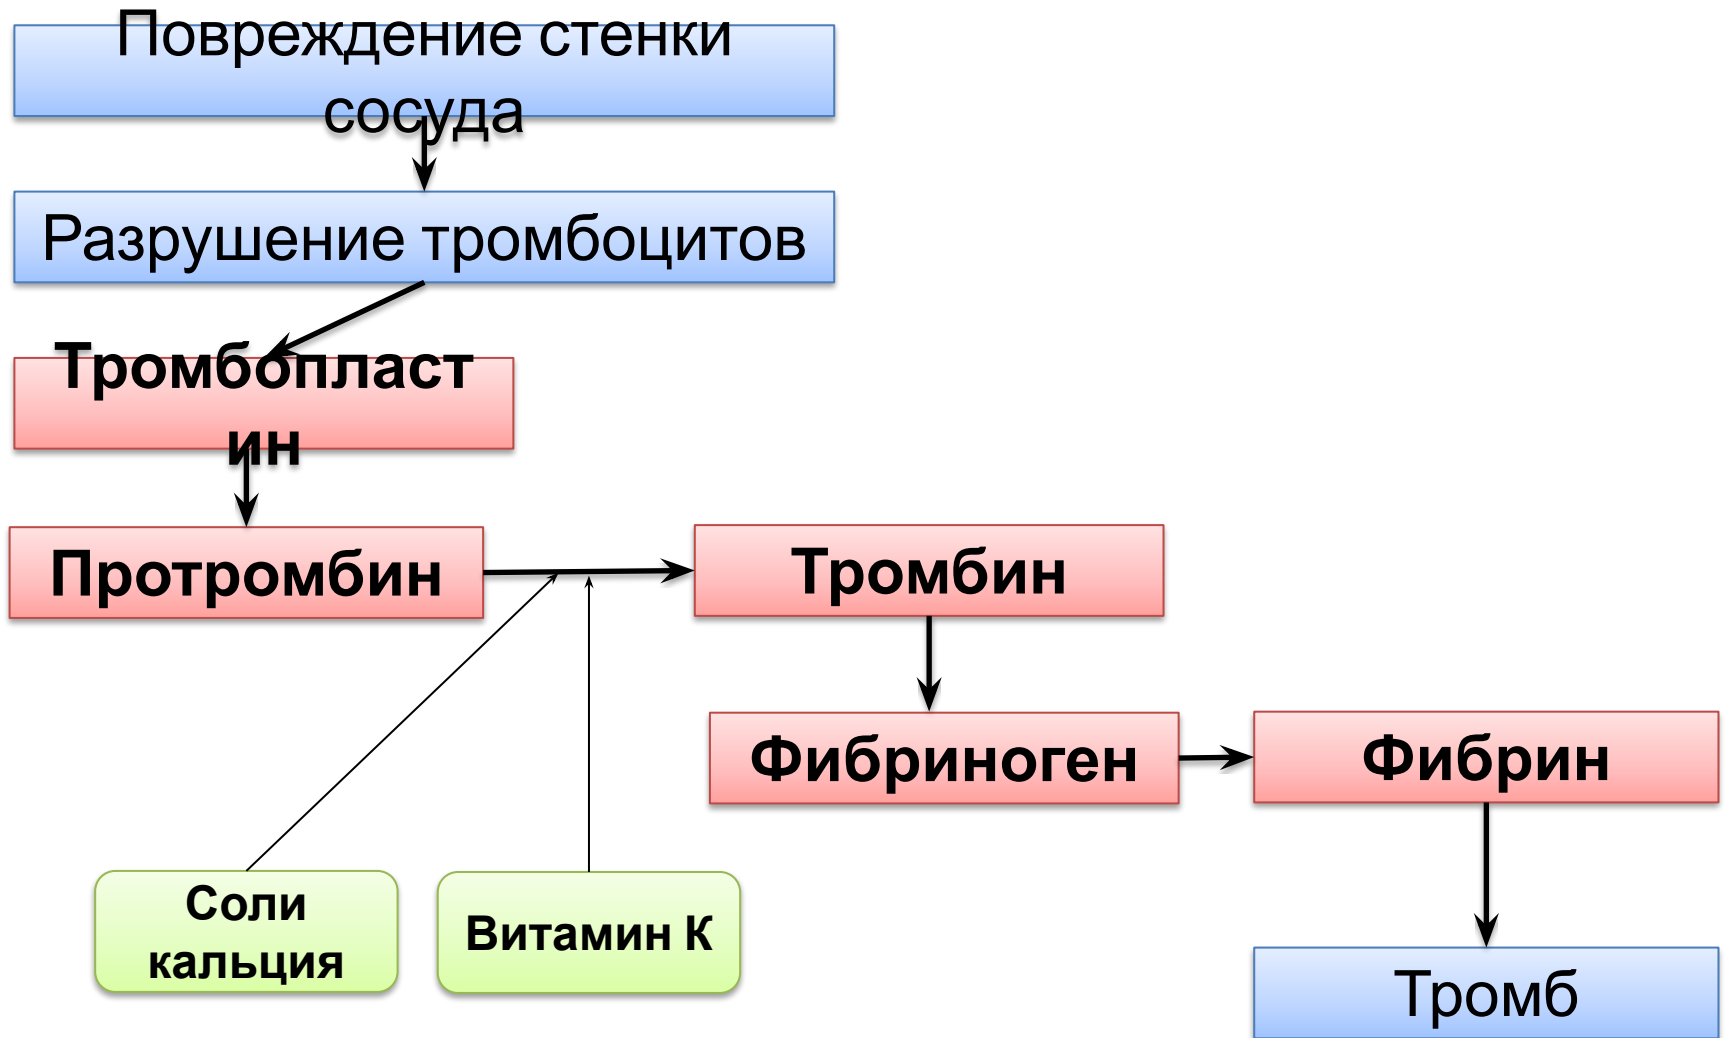 Повреждение стенки
сосуда
Разрушение тромбоцитов
Тромбопласт
ин
Протромбин
Тромбин
Фибриноген
Фибрин
Соли
кальция
Витамин К
Тромб